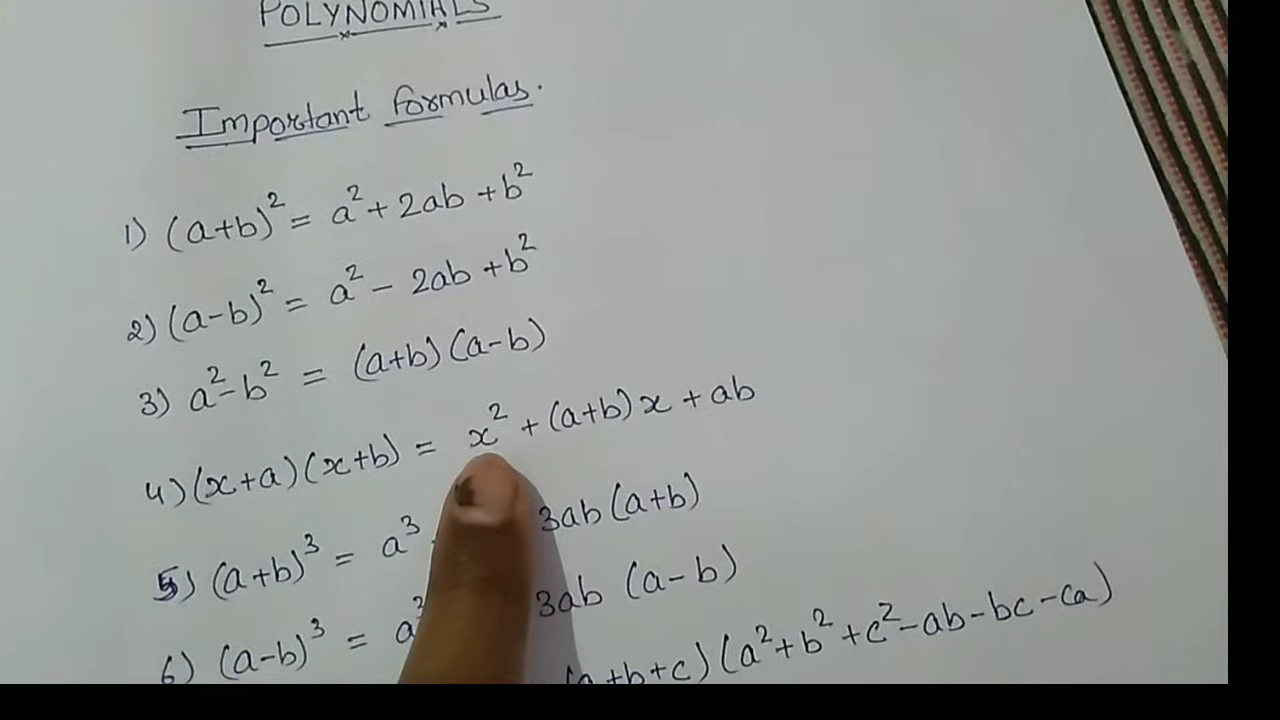 POLYNOMIALS
Important formulas.
1) (a+b)² = a² + 2ab + b²
2) (a-b)² = a² - 2ab + b²
3) a²-b² = (a+b) (a-b)
4) (x+a) (x+b) = x² + (a+b) x + ab
5) (a+b)³ = a³ 3ab (a+b)
6) (a-b)³ = a³ 3ab (a-b)
(a+b+c) (a²+b²+c²-ab-bc-ca)